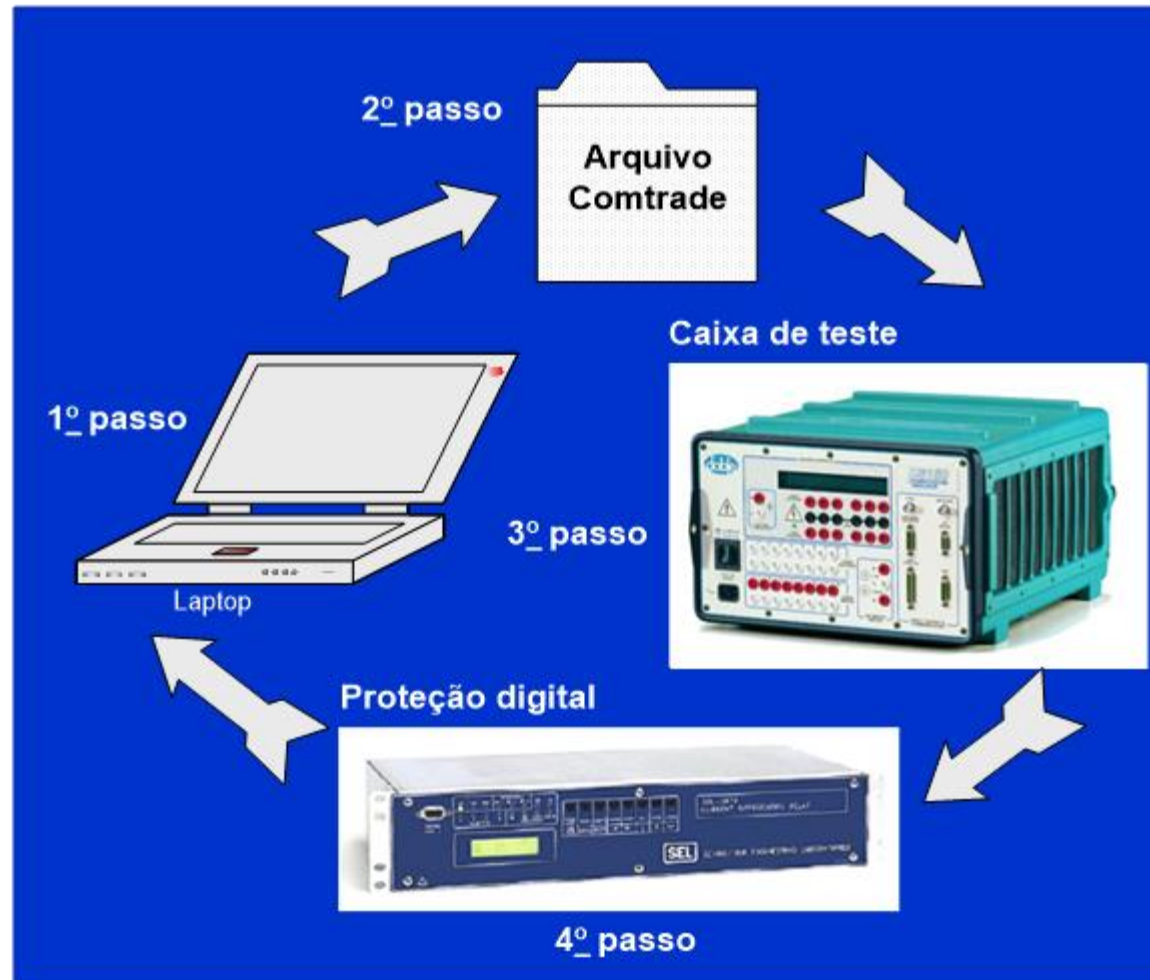 2º passo
Arquivo
Comtrade
Caixa de teste
1º passo
3º passo
Laptop
Proteção digital
SEL
4º passo